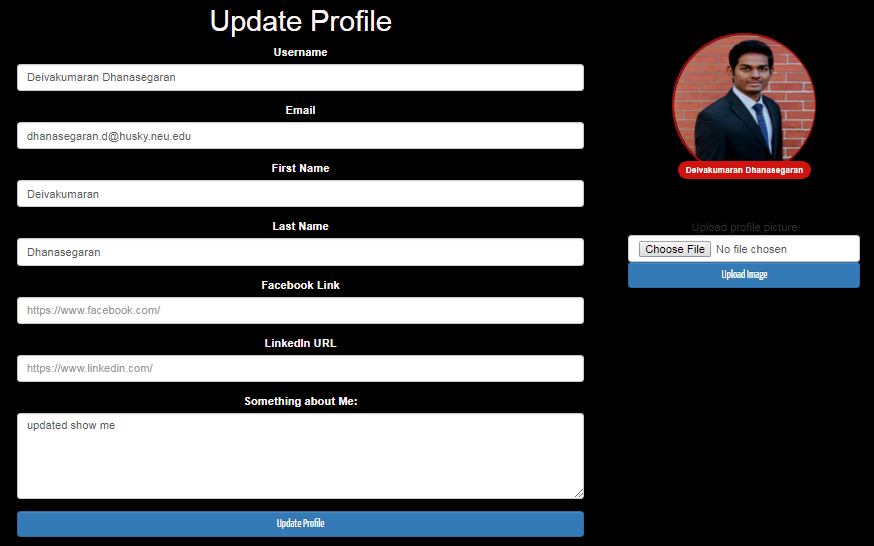 Update Profile
Username
Deivakumaran Dhanasegaran
Email
dhanasegaran.d@husky.neu.edu
First Name
Deivakumaran
Last Name
Dhanasegaran
Facebook Link
https://www.facebook.com/
LinkedIn URL
https://www.linkedin.com/
Something about Me:
updated show me
Update Profile
Deivakumaran Dhanasegaran
Upload profile picture
Choose File No file chosen
Upload Image